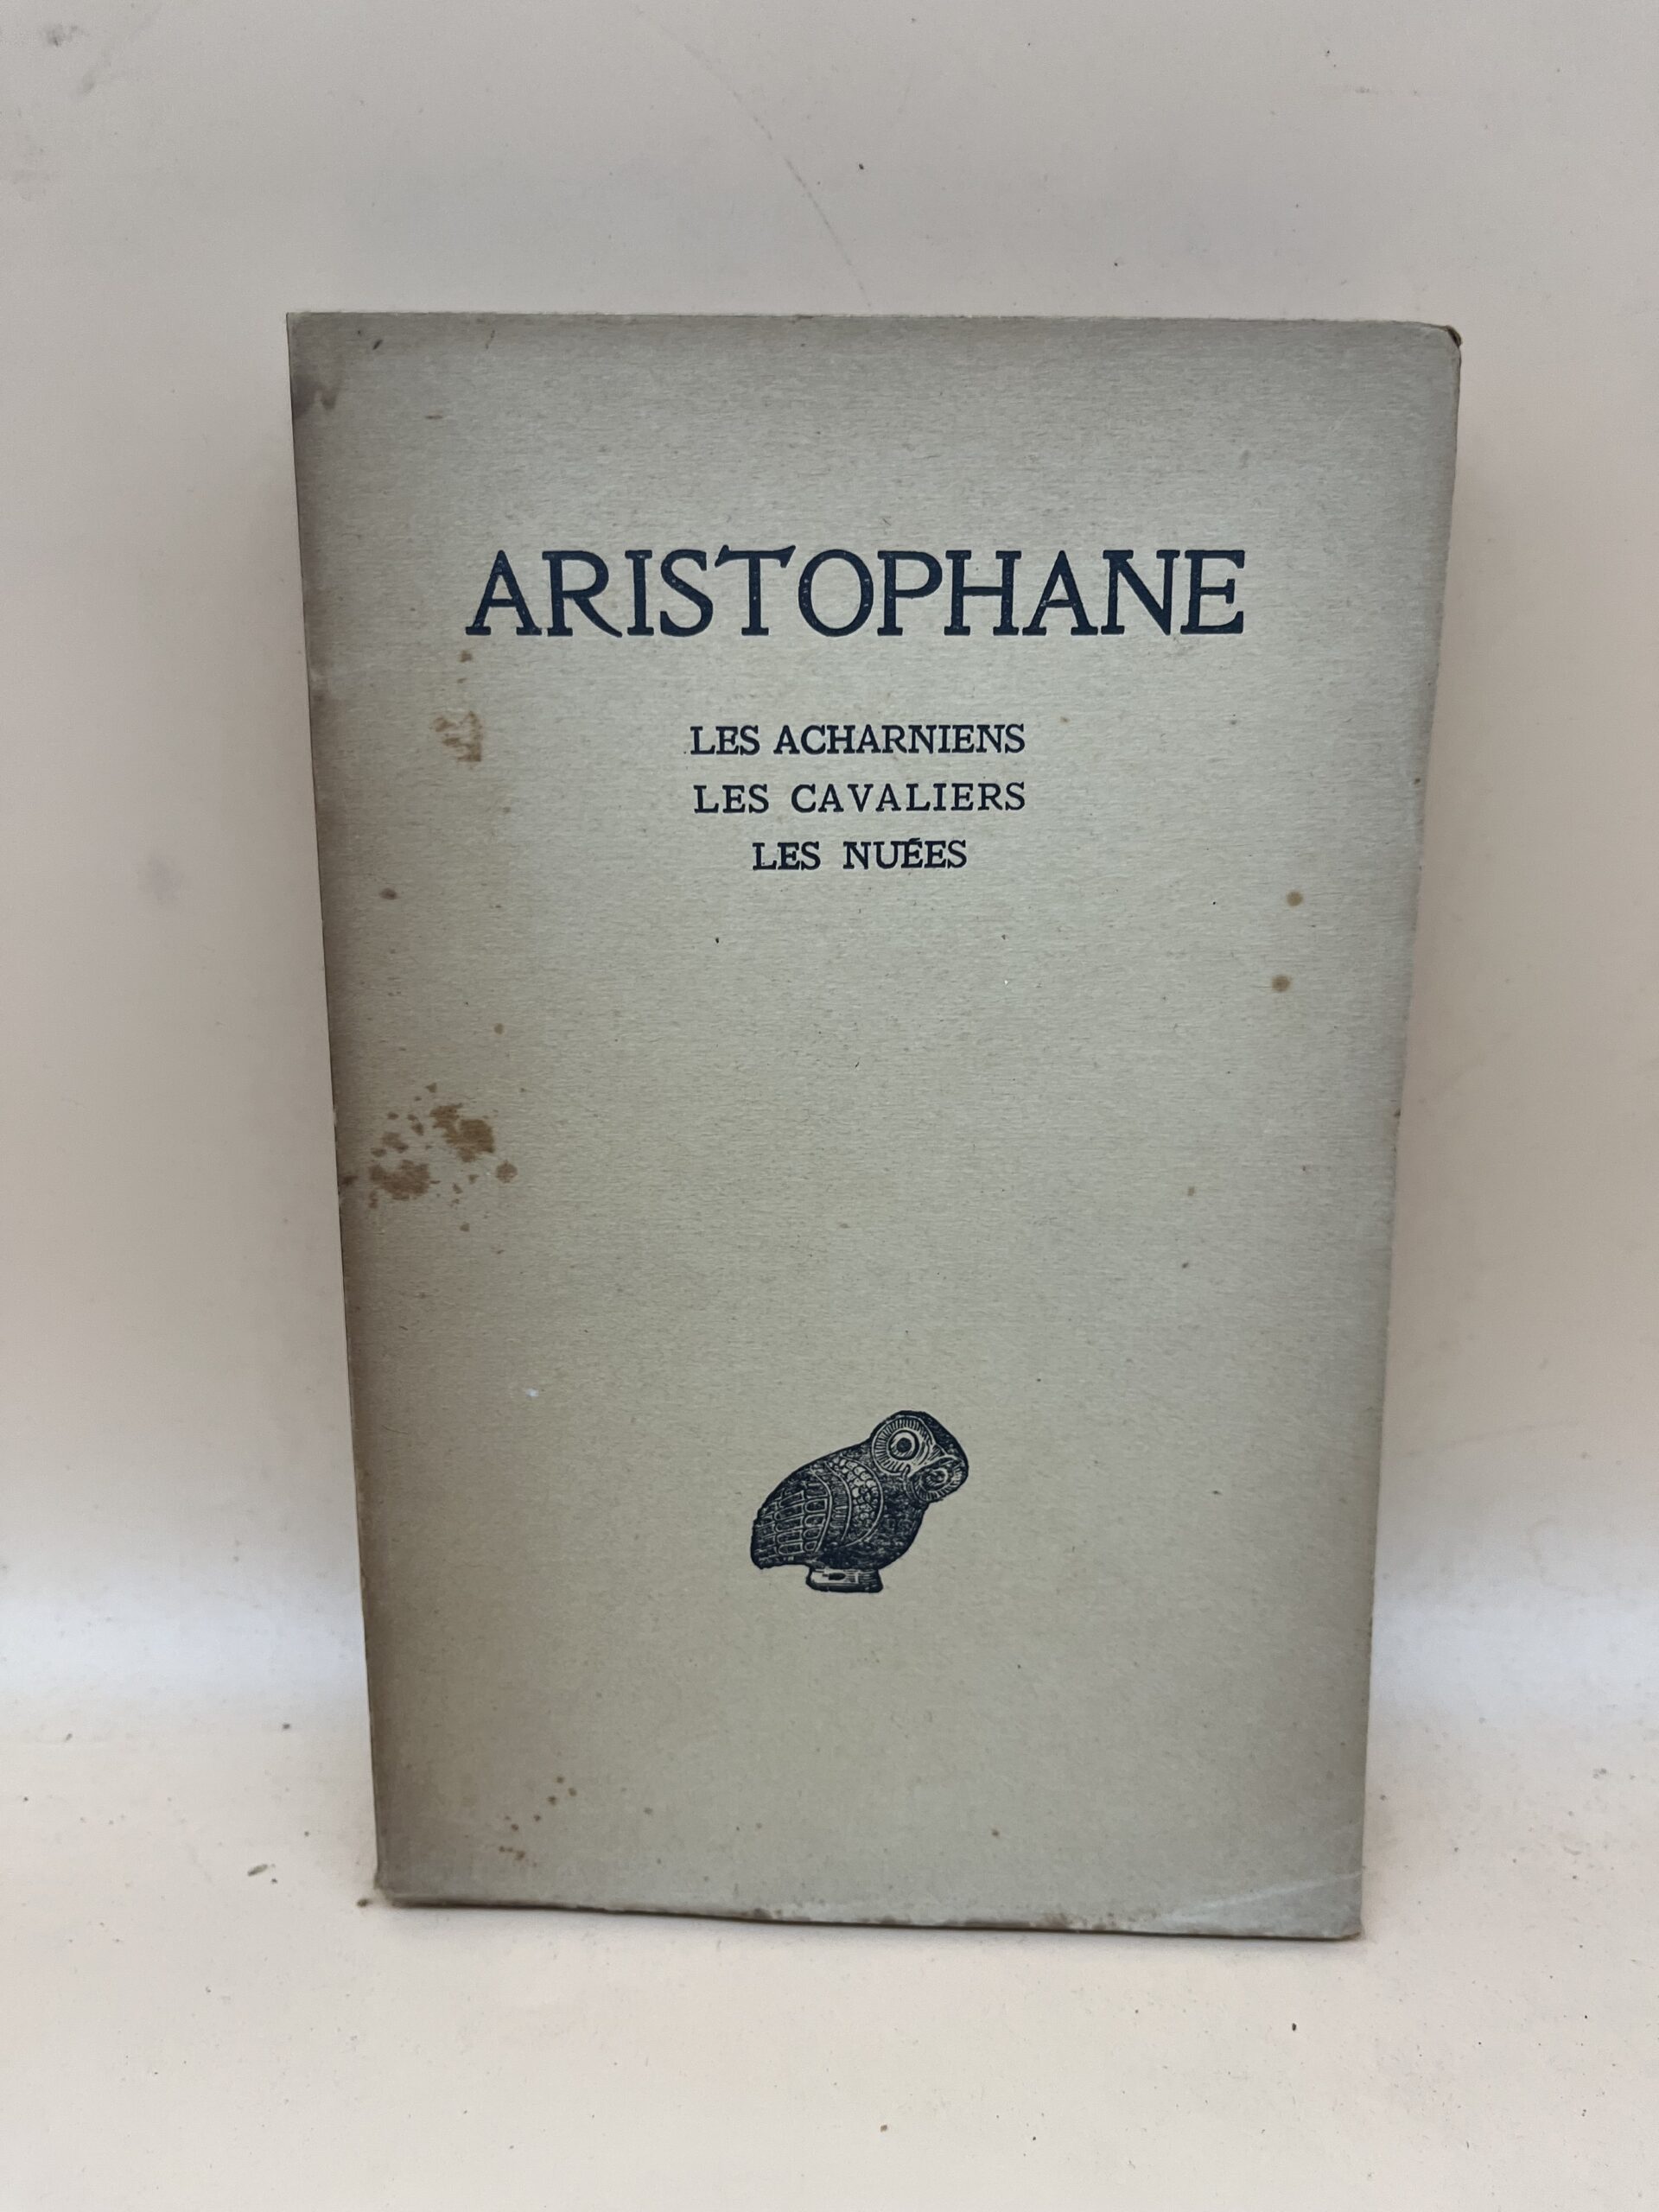 ARISTOPHANE
LES ACHARNIENS
LES CAVALIERS
LES NUÉES